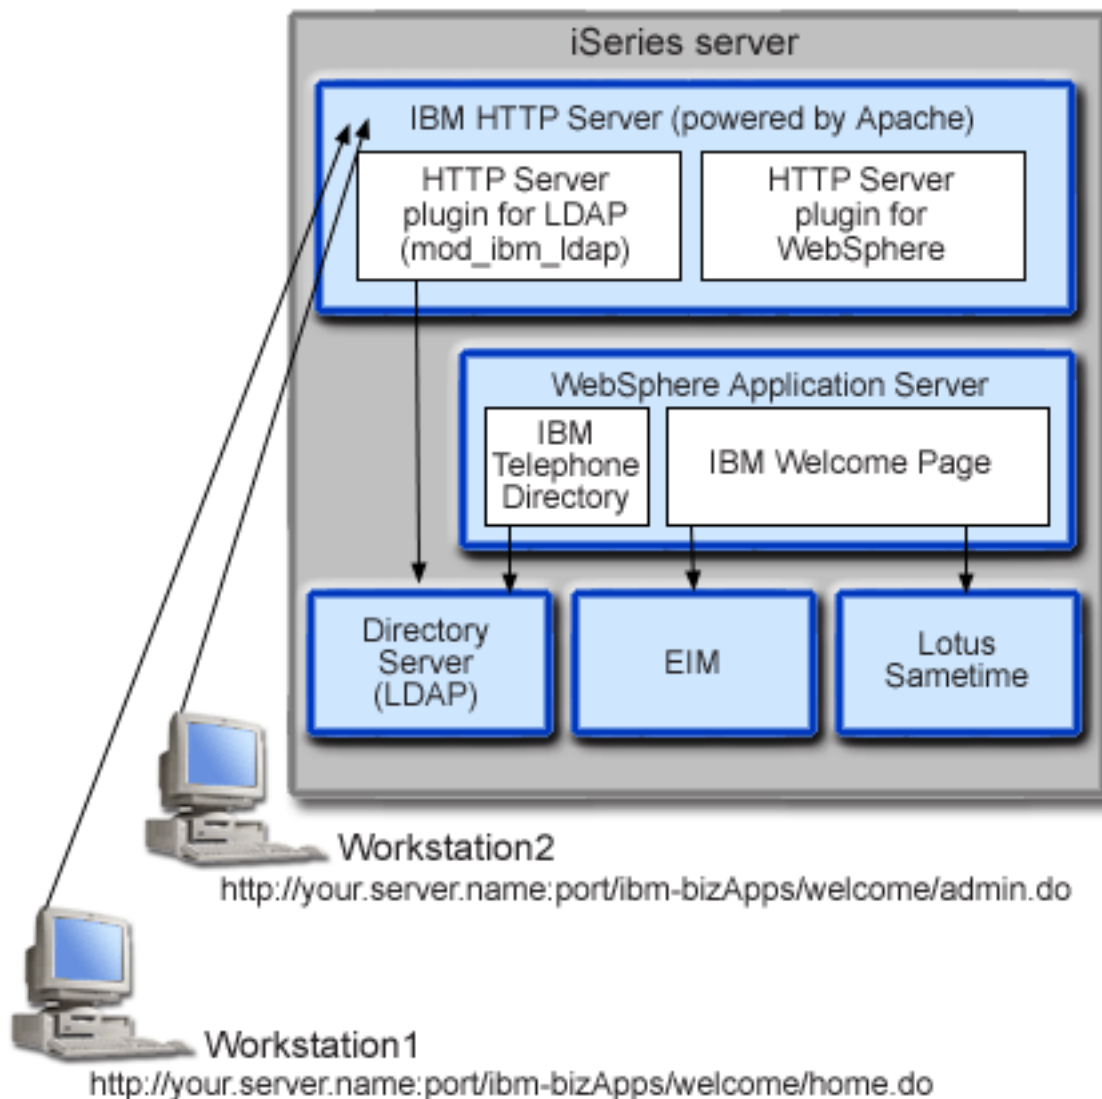 iSeries server
IBM HTTP Server (powered by Apache)
HTTP Server
plugin for LDAP
(mod_ibm_ldap)
HTTP Server
plugin for
WebSphere
WebSphere Application Server
IBM
Telephone
Directory
IBM Welcome Page
Directory
Server
(LDAP)
EIM
Lotus
Sametime
Workstation2
http://your.server.name:port/ibm-bizApps/welcome/admin.do
Workstation1
http://your.server.name:port/ibm-bizApps/welcome/home.do